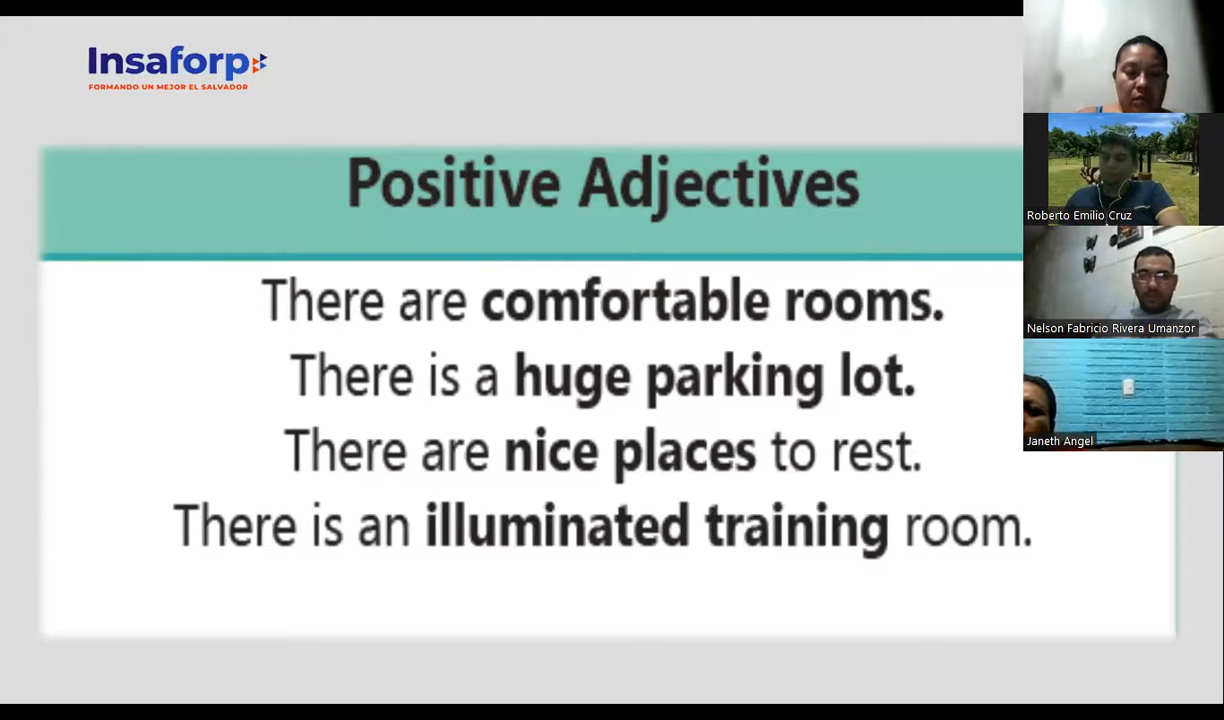 Insaforp
FORMANDO UN MEJOR EL SALVADOR
Positive Adjectives
There are comfortable rooms.
There is a huge parking lot.
There are nice places to rest.
There is an illuminated training room.
Roberto Emilio Cruz
Nelson Fabricio Rivera Umanzor
Janeth Angel